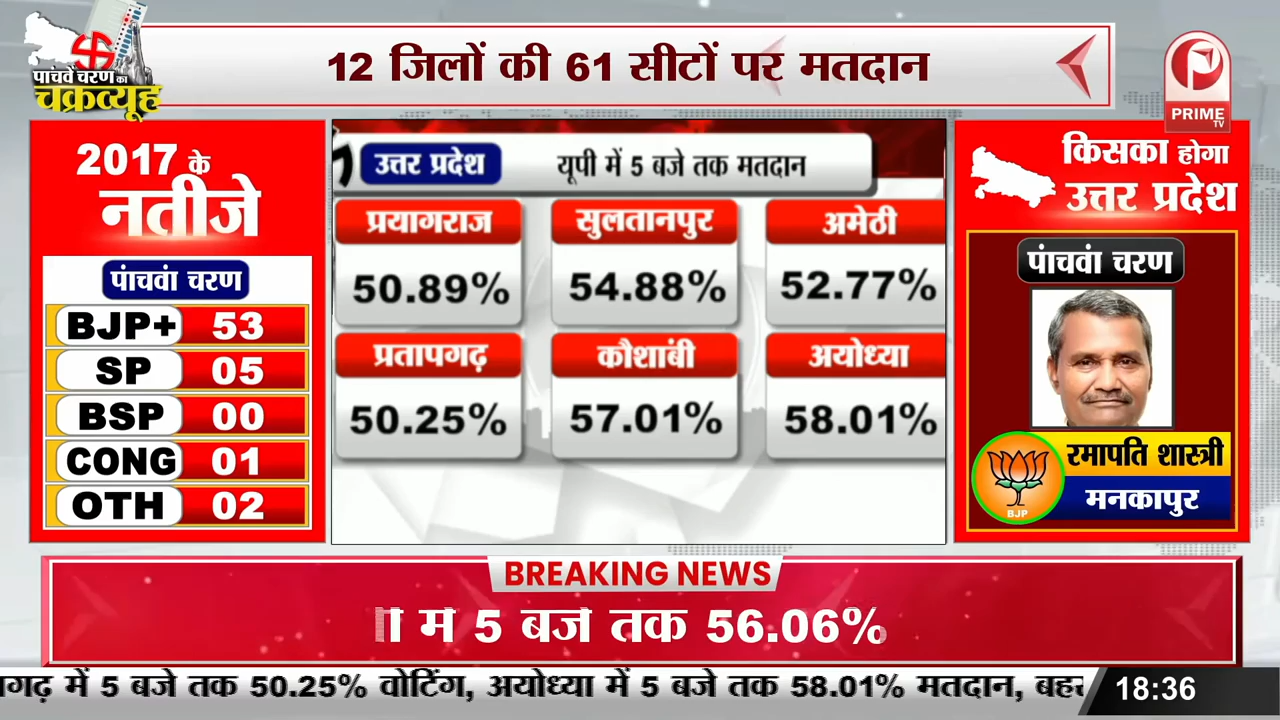 12 जिलों की 61 सीटों पर मतदान
पांचवें चरण का
चक्रव्यूह
PRIME
TV
2017 के
नतीजे
पांचवां चरण
BJP+ 53
SP 05
BSP 00
CONG 01
OTH 02
उत्तर प्रदेश यूपी में 5 बजे तक मतदान
प्रयागराज सुलतानपुर अमेठी
50.89% 54.88% 52.77%
प्रतापगढ़ कौशांबी अयोध्या
50.25% 57.01% 58.01%
किसका होगा
उत्तर प्रदेश
पांचवां चरण
रमापति शास्त्री
BJP
मनकापुर
BREAKING NEWS
में 5 बजे तक 56.06%
में 5 बजे तक 50.25% वोटिंग, अयोध्या में 5 बजे तक 58.01% मतदान,
18:36